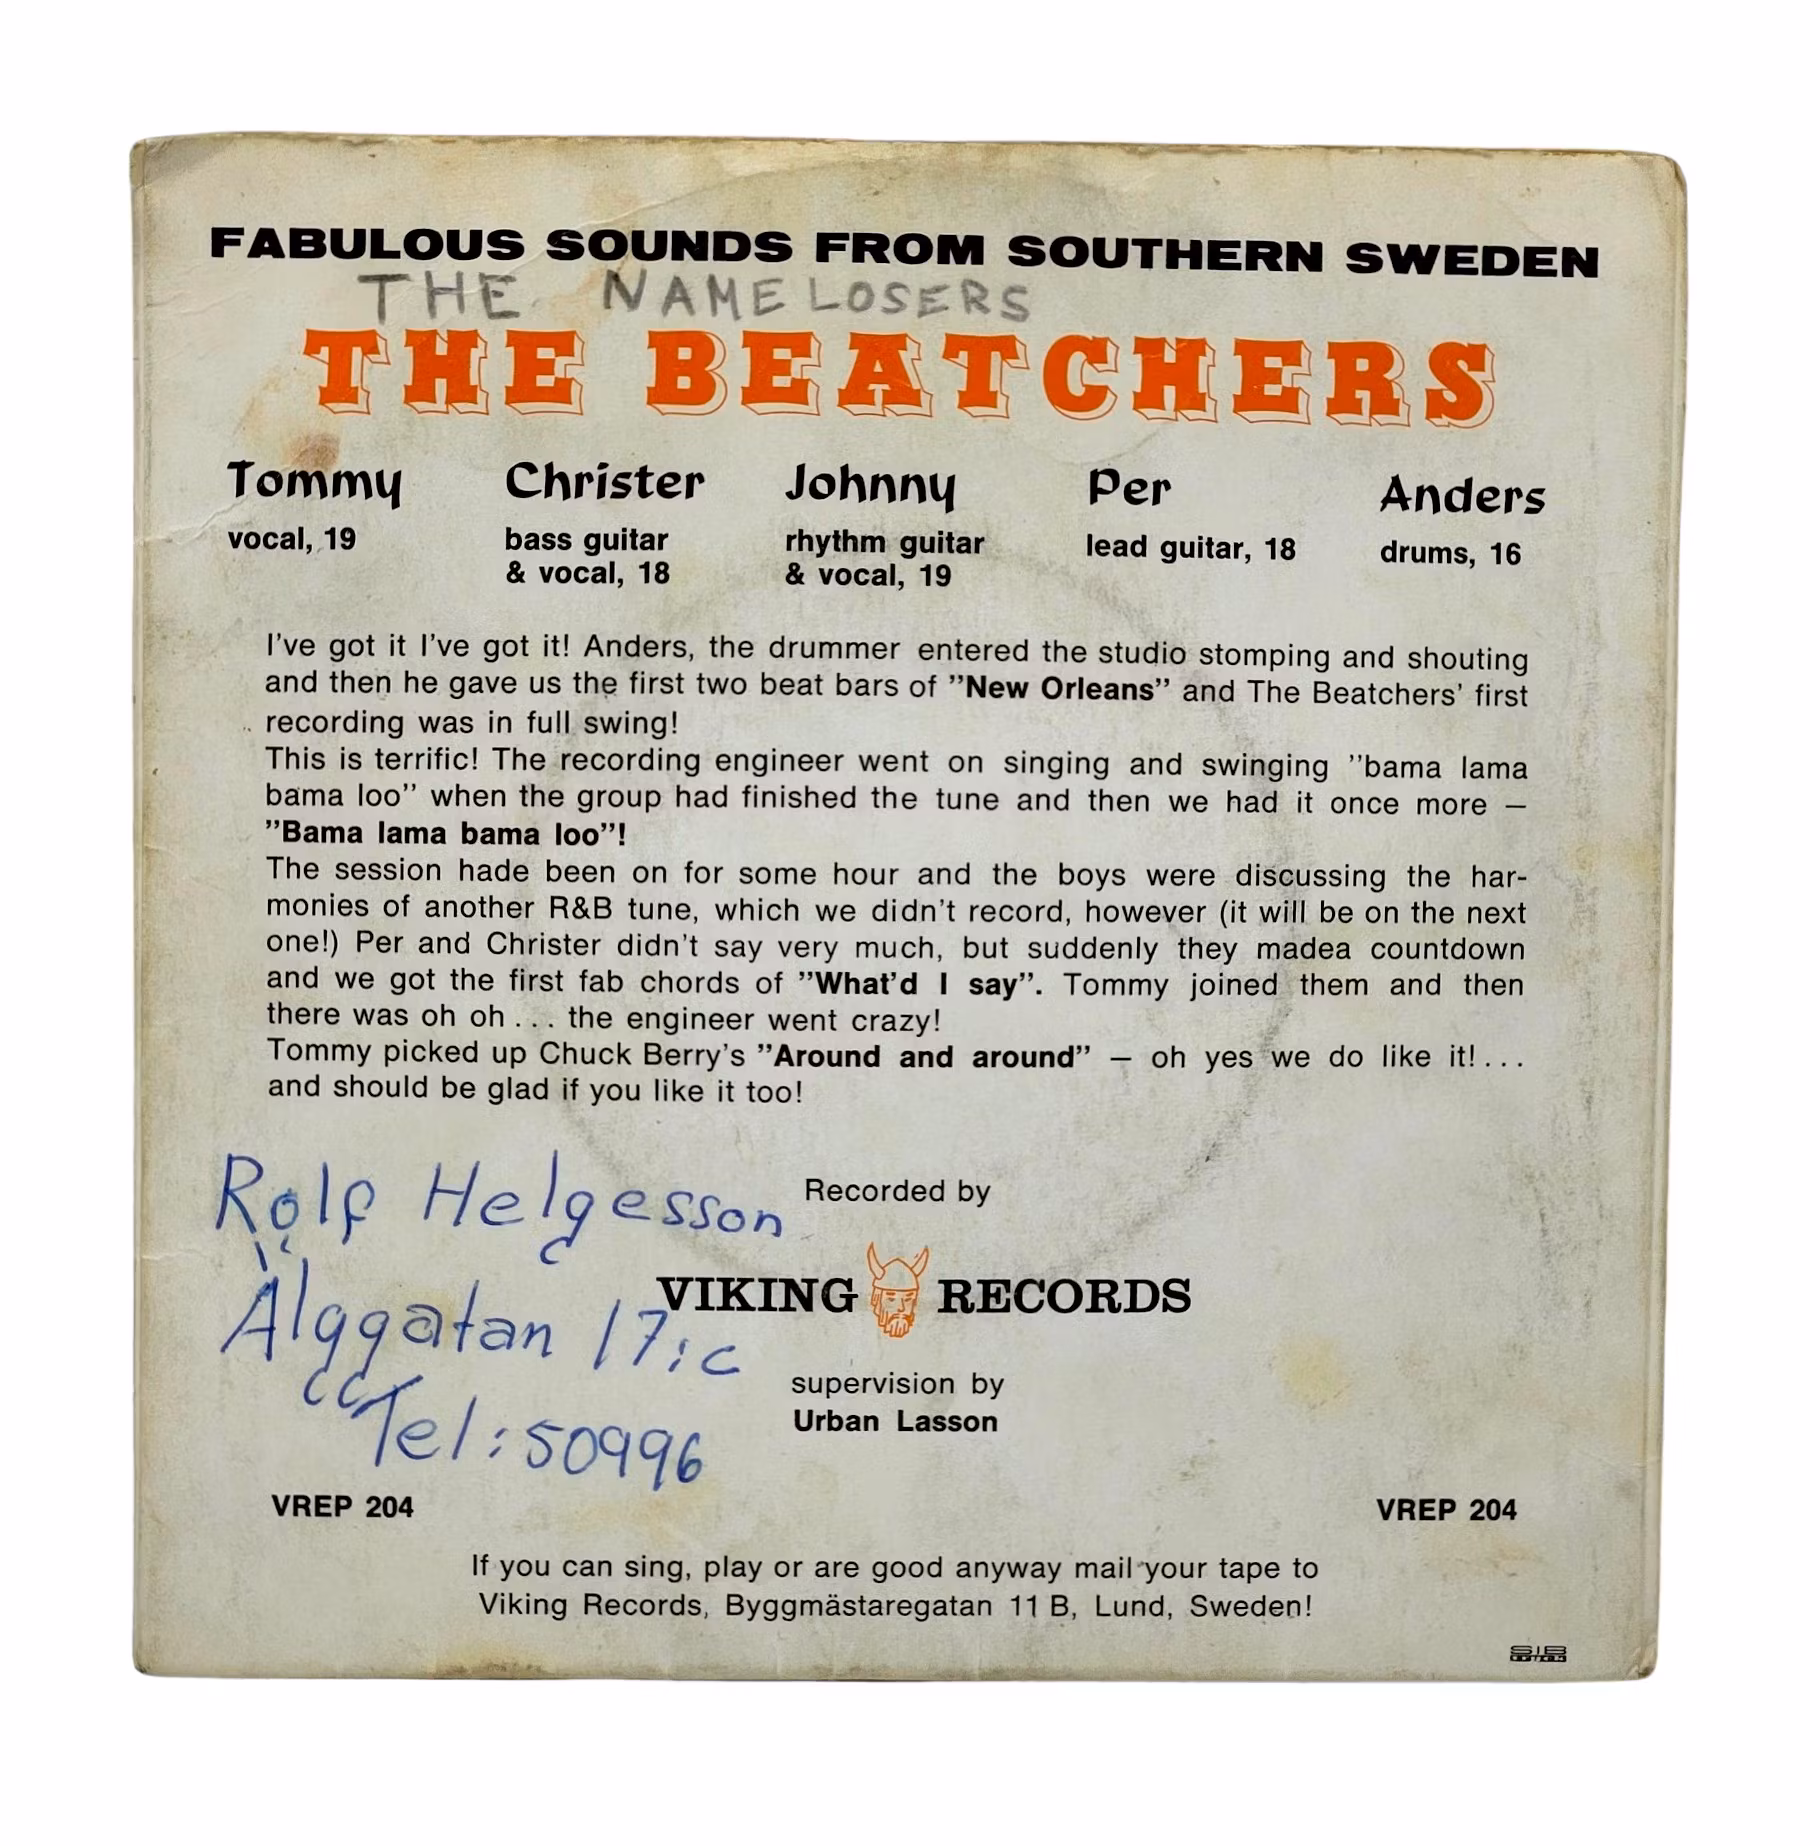 FABULOUS SOUNDS FROM SOUTHERN SWEDEN
THE NAMELOSERS
THE BEATCHERS
Tommy
vocal, 19
Christer
bass guitar
& vocal, 18
Johnny
rhythm guitar
& vocal, 19
Per
lead guitar, 18
Anders
drums, 16
I've got it I've got it! Anders, the drummer entered the studio stomping and shouting
and then he gave us the first two beat bars of ”New Orleans” and The Beatchers' first
recording was in full swing!
This is terrific! The recording engineer went on singing and swinging ”bama lama
bama loo” when the group had finished the tune and then we had it once more —
”Bama lama bama loo”!
The session hade been on for some hour and the boys were discussing the har-
monies of another R&B tune, which we didn't record, however (it will be on the next
one!) Per and Christer didn't say very much, but suddenly they madea countdown
and we got the first fab chords of ”What'd I say”. Tommy joined them and then
there was oh oh . . . the engineer went crazy!
Tommy picked up Chuck Berry's ”Around and around” — oh yes we do like it! . . .
and should be glad if you like it too!
Rolf Helgesson
Älggatan 17:c
Tel: 50996
Recorded by
VIKING RECORDS
supervision by
Urban Lasson
VREP 204
VREP 204
If you can sing, play or are good anyway mail your tape to
Viking Records, Byggmästaregatan 11 B, Lund, Sweden!
SIB